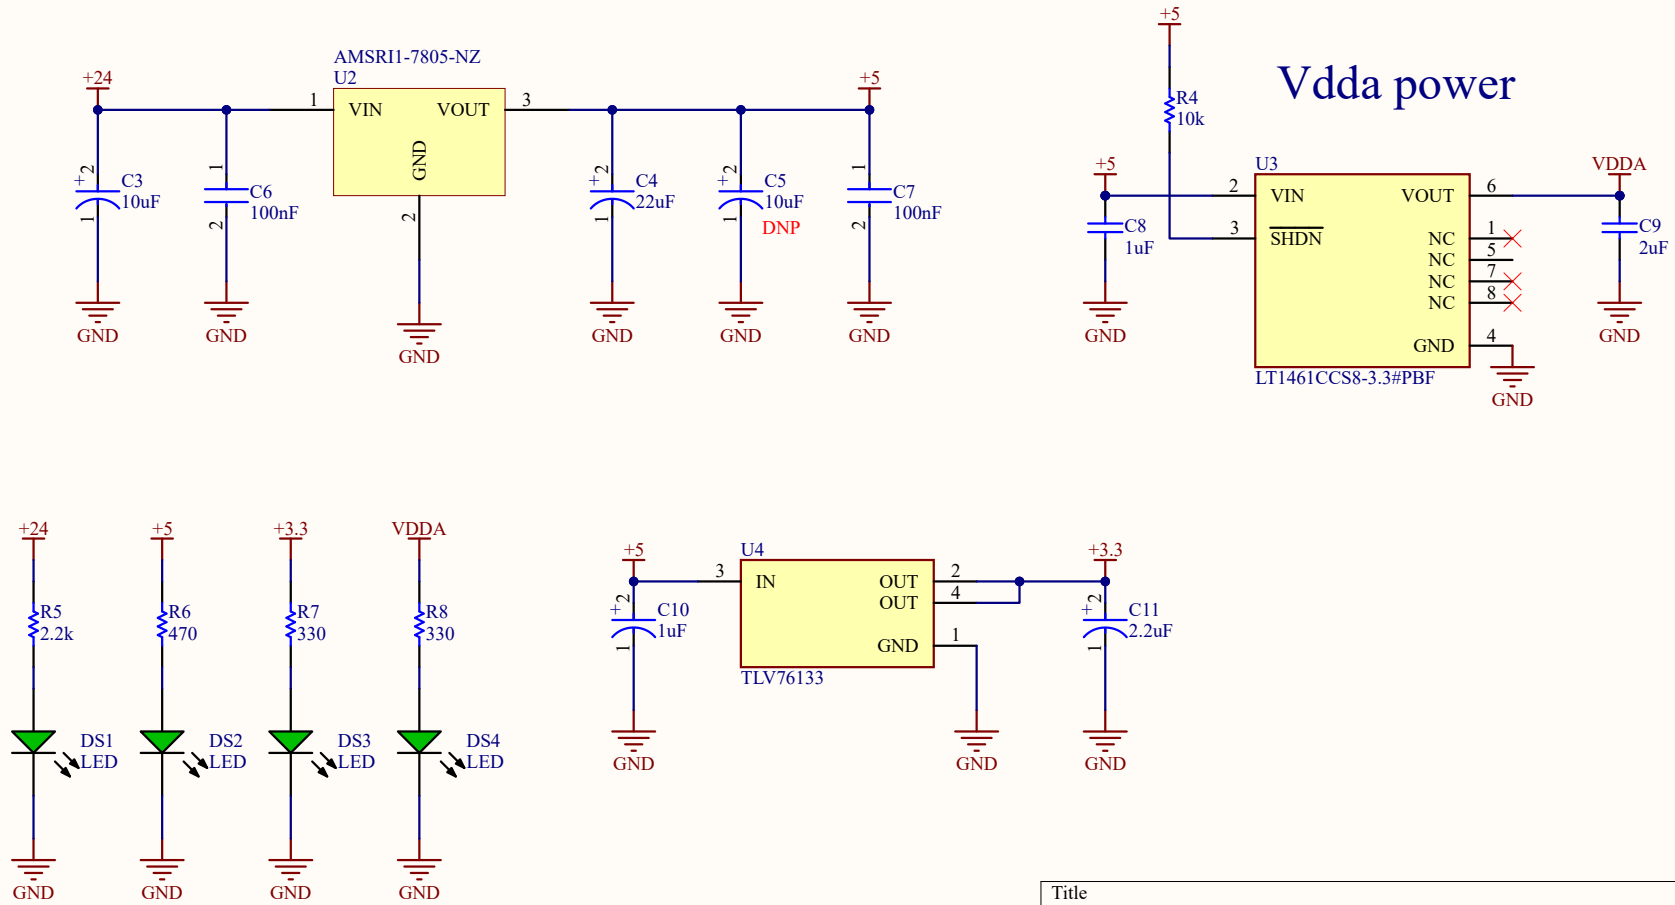 AMSRI1-7805-NZ
U2
+24
1
VIN
VOUT
3
+5
GND
2
2
+
C3
10uF
1
GND
1
C6
100nF
2
GND
GND
2
+
C4
22uF
1
GND
2
+
C5
10uF
1
DNP
GND
1
C7
100nF
2
GND
Vdda power
+5
R4
10k
+5
C8
1uF
GND
U3
2
VIN
VOUT
6
3
SHDN
NC
1
NC
5
NC
7
NC
8
GND
4
LT1461CCS8-3.3#PBF
GND
VDDA
C9
2uF
GND
+24
R5
2.2k
DS1
LED
GND
+5
R6
470
DS2
LED
GND
+3.3
R7
330
DS3
LED
GND
VDDA
R8
330
DS4
LED
GND
+5
2
+
C10
1uF
1
GND
U4
3
IN
OUT
2
OUT
4
GND
1
TLV76133
GND
+3.3
2
+
C11
2.2uF
1
GND
Title